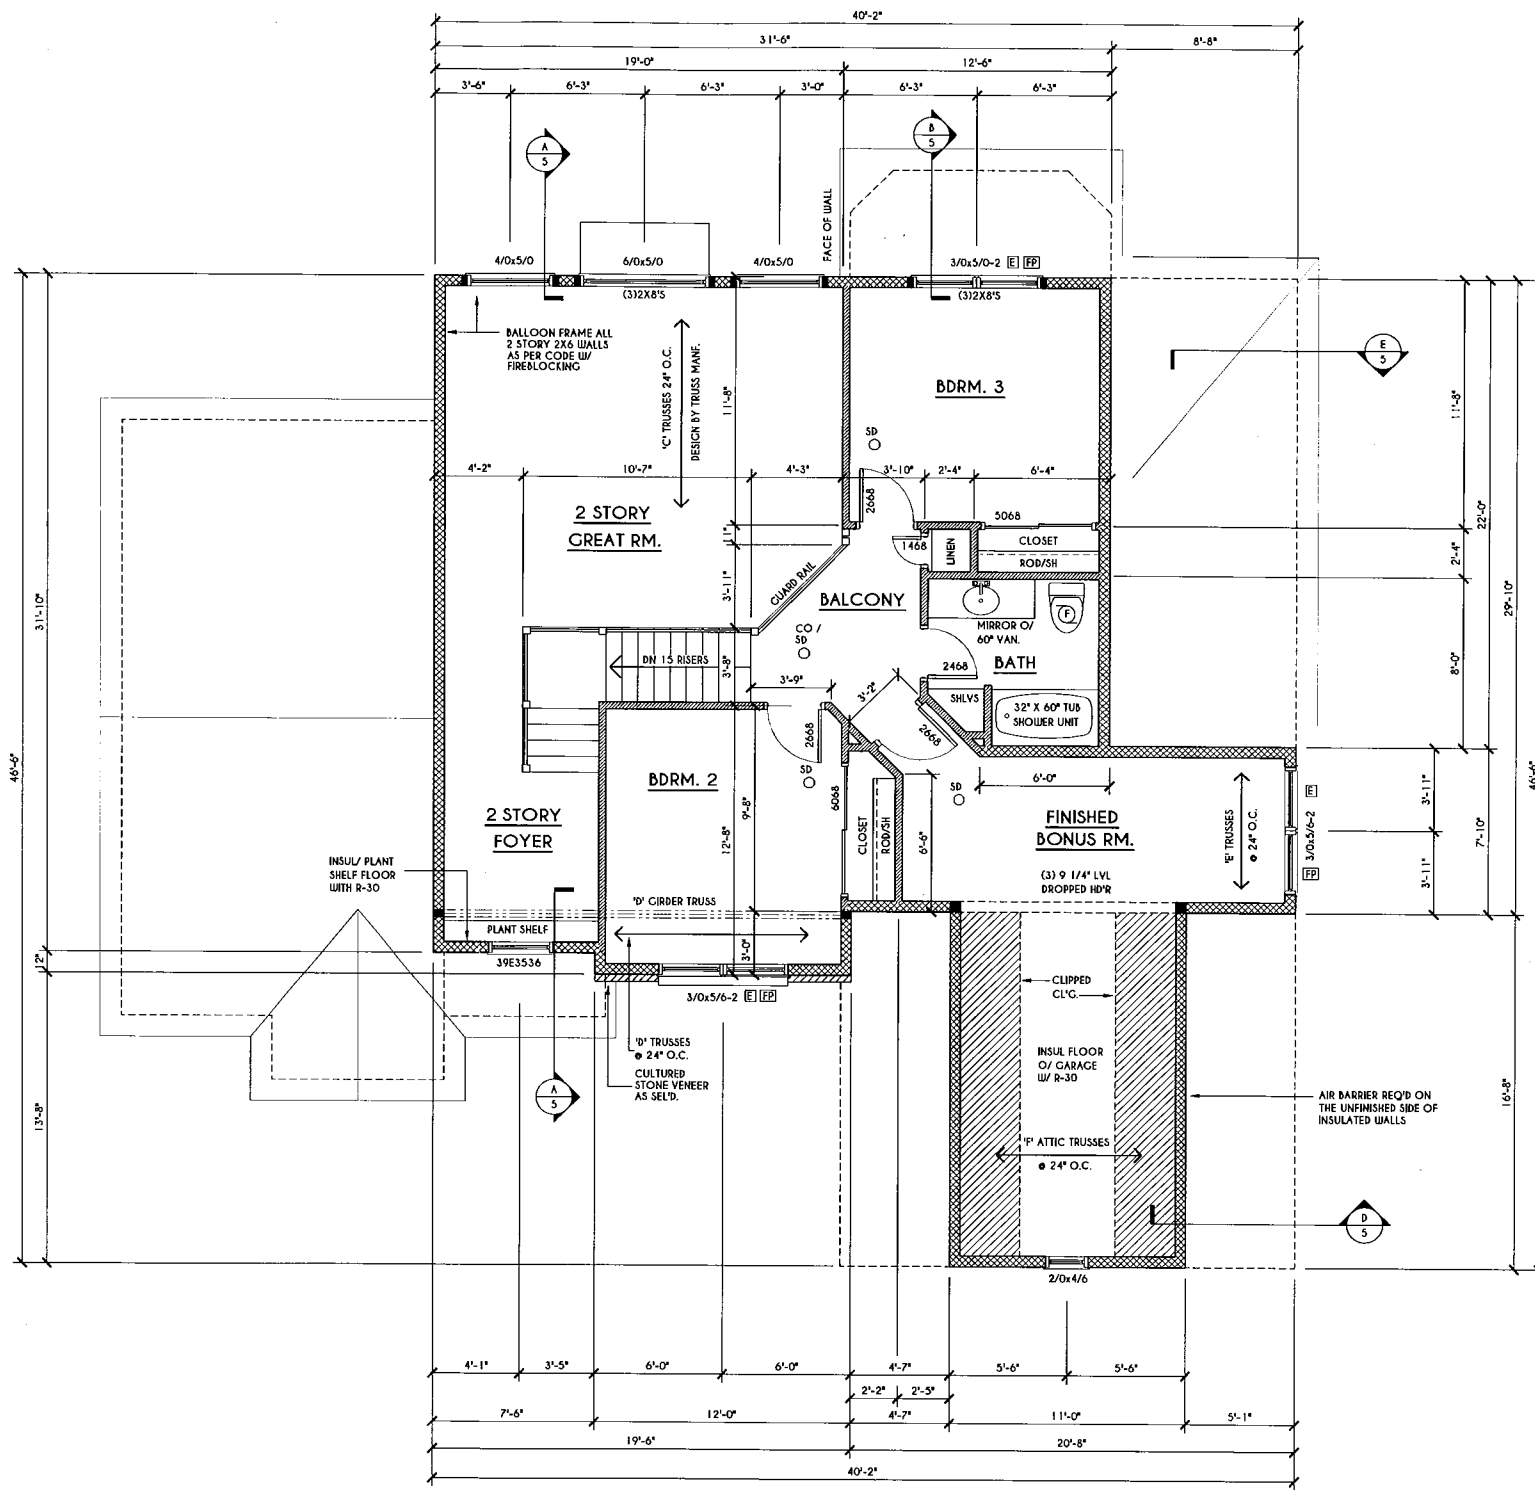 40'-2"
31'-6"
8'-8"
19'-0"
12'-6"
3'-6"
6'-3"
6'-3"
3'-0"
6'-3"
6'-3"
A
5
B
5
FACE OF WALL
4/0x5/0
6/0x5/0
4/0x5/0
3/0x5/0-2 E FP
(3)2X8'S
(3)2X8'S
BALLOON FRAME ALL
2 STORY 2X6 WALLS
AS PER CODE W/
FIREBLOCKING
'C' TRUSSES 24" O.C.
DESIGN BY TRUSS MANF.
11'-8"
E
5
BDRM. 3
SD
11'-8"
4'-2"
10'-7"
4'-3"
3'-10"
2'-4"
6'-4"
2668
5068
22'-0"
2 STORY
GREAT RM.
11"
1468
LINEN
CLOSET
ROD/SH
2'-4"
GUARD RAIL
3'-11"
BALCONY
29'-10"
31'-10"
CO /
SD
MIRROR O/
60" VAN.
F
DN 15 RISERS
3'-8"
2468
BATH
8'-0"
3'-9"
3'-2"
SHLVS
32" X 60" TUB
SHOWER UNIT
2668
2668
46'-6"
46'-6"
BDRM. 2
SD
6068
SD
6'-0"
E
3/0x5/6-2
FP
3'-11"
9'-8"
12'-8"
CLOSET
ROD/SH
6'-6"
2 STORY
FOYER
FINISHED
BONUS RM.
'E' TRUSSES
@ 24" O.C.
7'-10"
3'-11"
INSUL/ PLANT
SHELF FLOOR
WITH R-30
(3) 9 1/4" LVL
DROPPED HD'R
'D' GIRDER TRUSS
PLANT SHELF
3'-0"
12"
39E3536
3/0x5/6-2 E FP
CLIPPED
CL'G.
'D' TRUSSES
@ 24" O.C.
CULTURED
STONE VENEER
AS SEL'D.
A
5
INSUL FLOOR
O/ GARAGE
W/ R-30
AIR BARRIER REQ'D ON
THE UNFINISHED SIDE OF
INSULATED WALLS
13'-8"
16'-8"
'F' ATTIC TRUSSES
@ 24" O.C.
D
5
2/0x4/6
4'-1"
3'-5"
6'-0"
6'-0"
4'-7"
5'-6"
5'-6"
2'-2"
2'-5"
7'-6"
12'-0"
4'-7"
11'-0"
5'-1"
19'-6"
20'-8"
40'-2"